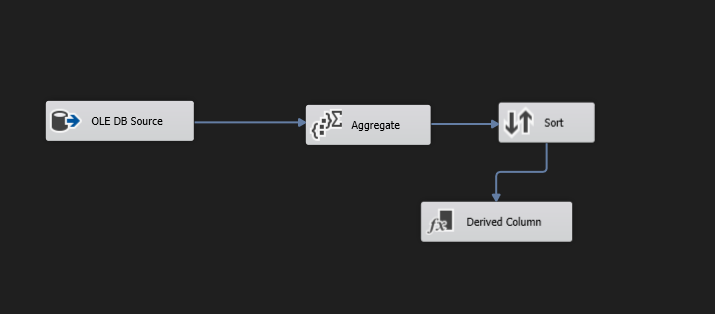 OLE DB Source
Aggregate
Sort
Derived Column